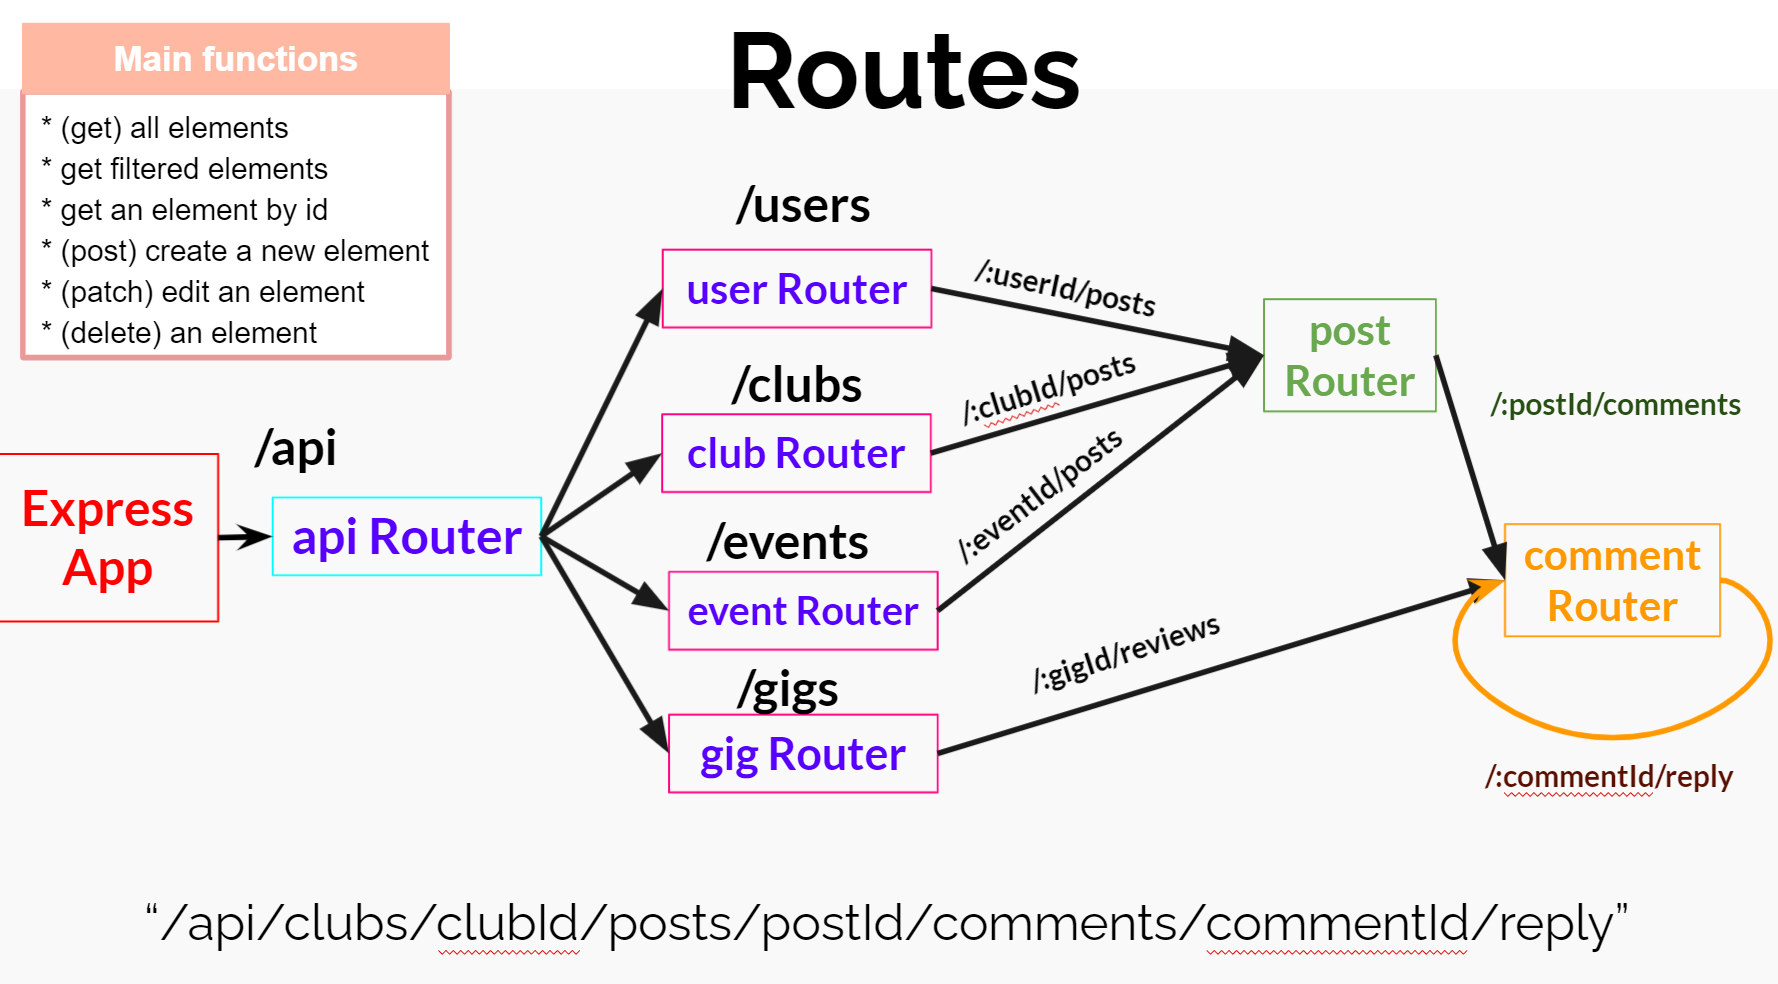 Main functions
* (get) all elements
* get filtered elements
* get an element by id
* (post) create a new element
* (patch) edit an element
* (delete) an element
Routes
/users
user Router
/:userId/posts
post
Router
/clubs
/:clubId/posts
/:postId/comments
/api
club Router
/:eventId/posts
Express
App
api Router
/events
event Router
comment
Router
/:gigId/reviews
/gigs
gig Router
/:commentId/reply
“/api/clubs/clubId/posts/postId/comments/commentId/reply”